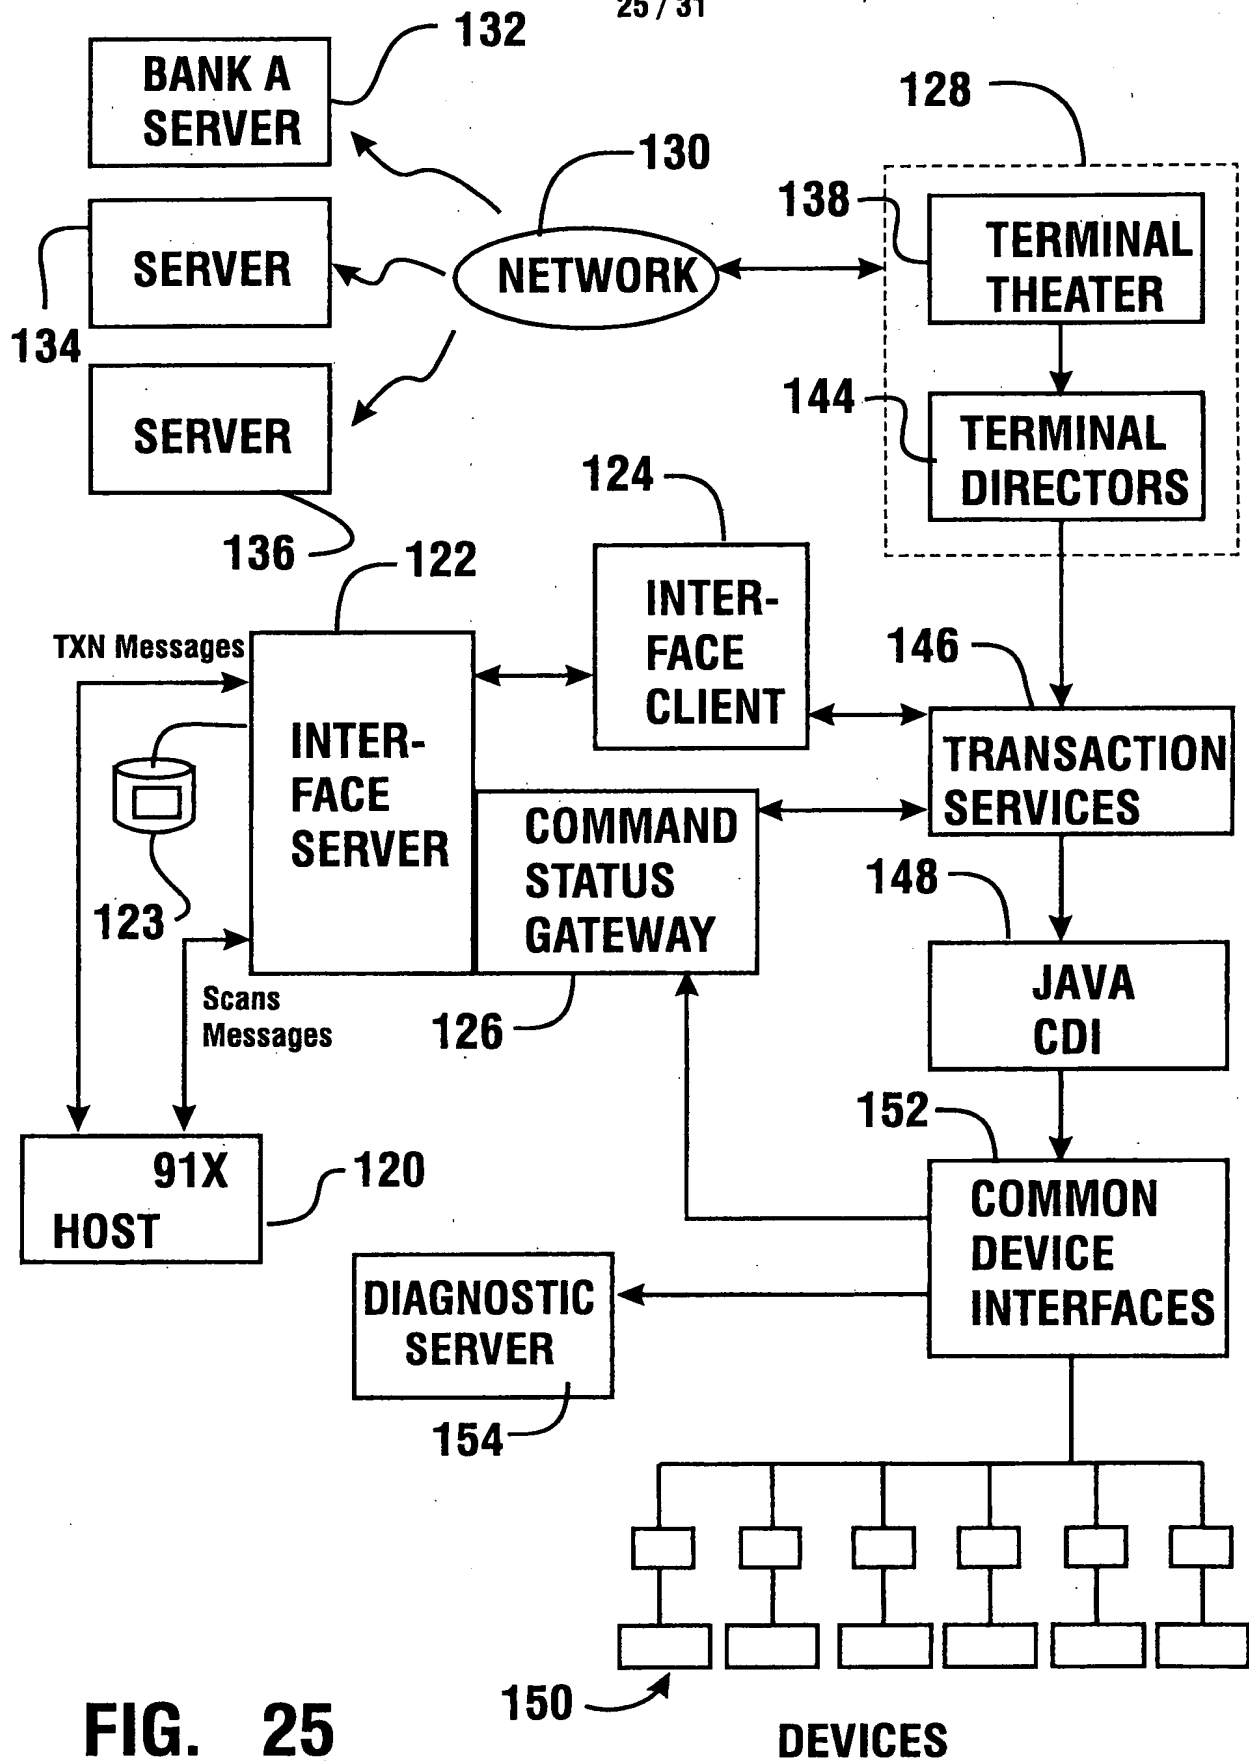 25 / 31
132
BANK A
SERVER
128
130
138
TERMINAL
THEATER
SERVER
NETWORK
134
144
TERMINAL
DIRECTORS
SERVER
124
136
122
INTER-
FACE
CLIENT
TXN Messages
146
INTER-
FACE
SERVER
TRANSACTION
SERVICES
COMMAND
STATUS
GATEWAY
148
123
JAVA
CDI
Scans
Messages
126
152
91X
HOST
120
COMMON
DEVICE
INTERFACES
DIAGNOSTIC
SERVER
154
150
DEVICES
FIG. 25